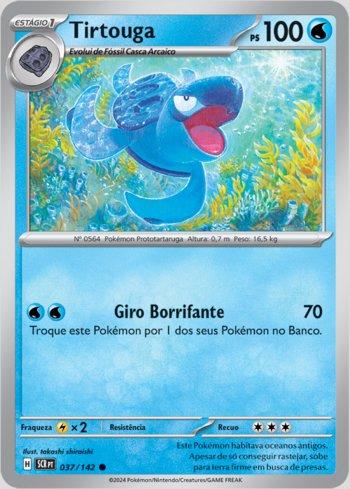 ESTÁGIO 1
Tirtouga
PS 100
Evolui de Fóssil Casca Arcaico
Nº 0564 Pokémon Prototartaruga Altura: 0,7 m Peso: 16,5 kg
Giro Borrifante 70
Troque este Pokémon por 1 dos seus Pokémon no Banco.
Fraqueza ×2 Resistência Recuo
Ilust. takashi shiraishi
H SCR PT 037/142
Este Pokémon habitava oceanos antigos.
Apesar de só conseguir rastejar, sobe
para terra firme em busca de presas.
©2024 Pokémon/Nintendo/Creatures/GAME FREAK